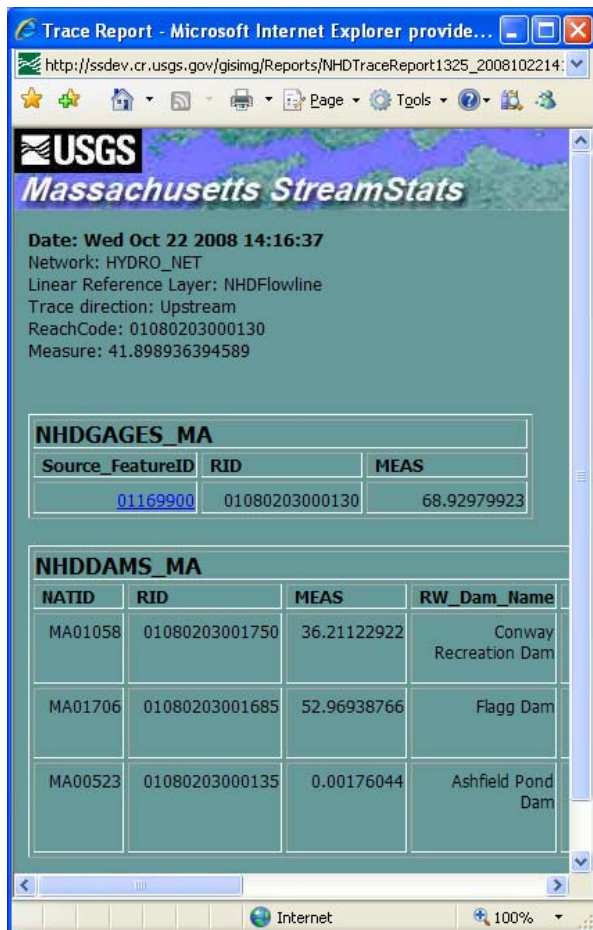 Trace Report - Microsoft Internet Explorer provide...
http://ssdev.cr.usgs.gov/gisimg/Reports/NHDTraceReport1325_2008102214:
Page Tools
USGS
Massachusetts StreamStats
Date: Wed Oct 22 2008 14:16:37
Network: HYDRO_NET
Linear Reference Layer: NHDFlowline
Trace direction: Upstream
ReachCode: 01080203000130
Measure: 41.898936394589
NHDGAGES_MA
Source_FeatureID RID MEAS
01169900 01080203000130 68.92979923
NHDDAMS_MA
NATID RID MEAS RW_Dam_Name
MA01058 01080203001750 36.21122922 Conway
Recreation Dam
MA01706 01080203001685 52.96938766 Flagg Dam
MA00523 01080203000135 0.00176044 Ashfield Pond
Dam
Internet 100%